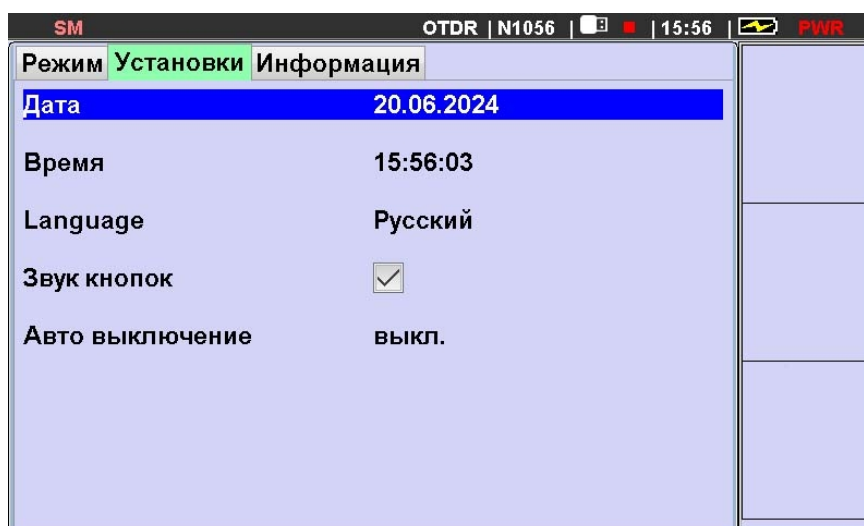 SM OTDR | N1056 | | 15:56 | PWR
Режим Установки Информация
Дата 20.06.2024
Время 15:56:03
Language Русский
Звук кнопок
Авто выключение выкл.